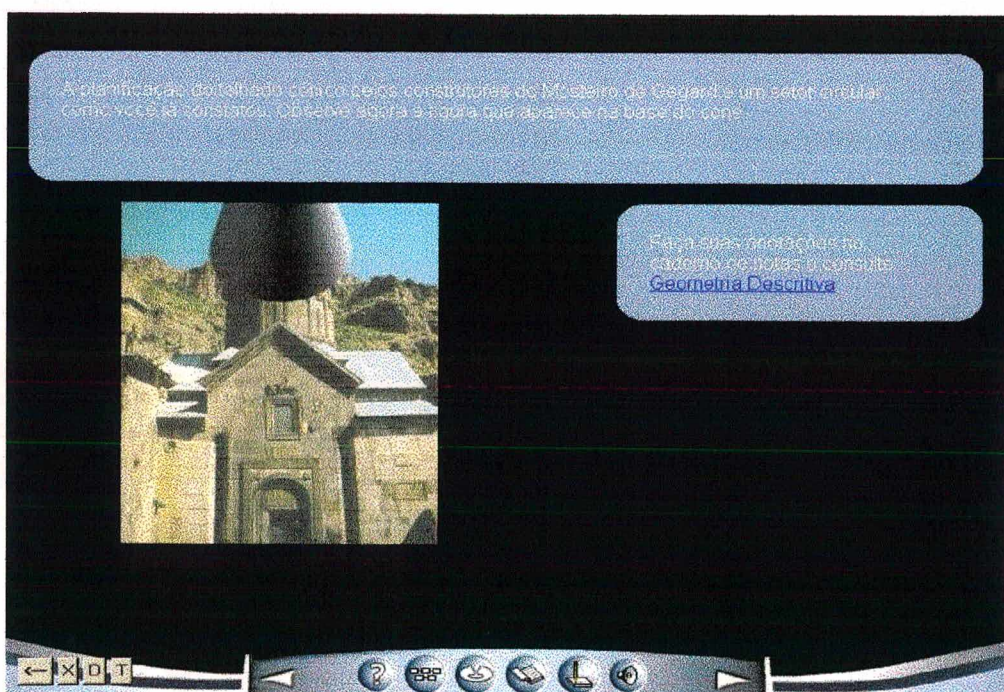 A planificação do telhado cônico pelos construtores do Mosteiro de Gegard é um setor circular
como você já constatou. Observe agora a figura que aparece na base do cone
Faça suas anotações no
caderno de notas e consulte
Geometria Descritiva
← X D T
?